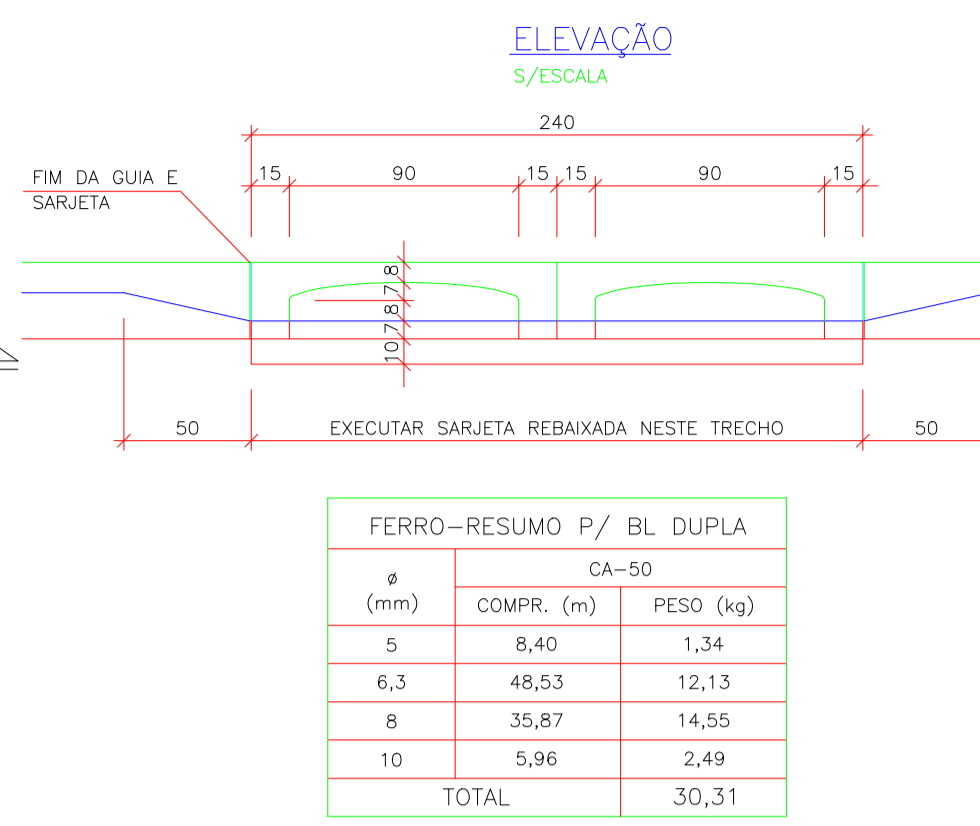 ELEVAÇÃO
S/ESCALA
240
FIM DA GUIA E
SARJETA
15 90 15 15 90 15
8
7
8
7
10
50 EXECUTAR SARJETA REBAIXADA NESTE TRECHO 50
FERRO-RESUMO P/ BL DUPLA
ø
(mm)
CA-50
COMPR. (m) PESO (kg)
5 8,40 1,34
6,3 48,53 12,13
8 35,87 14,55
10 5,96 2,49
TOTAL 30,31